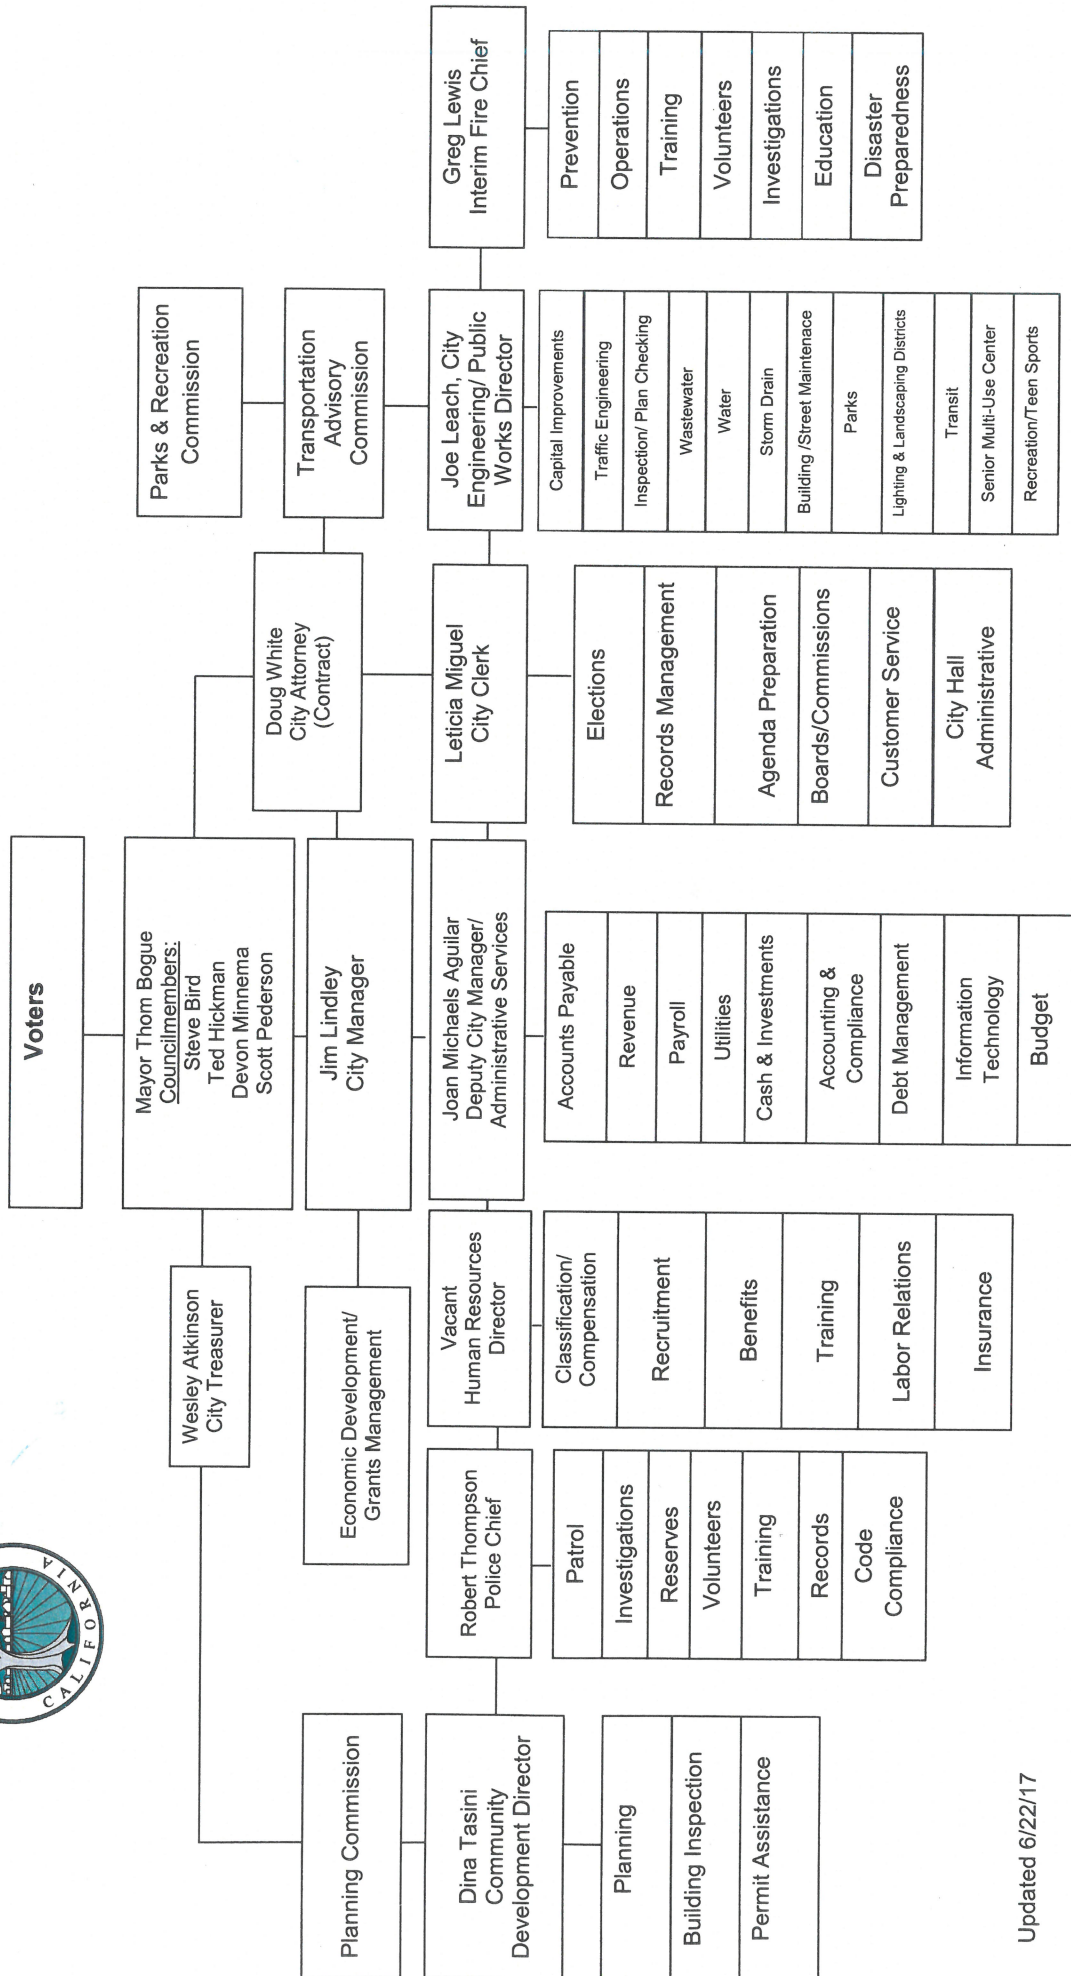 CALIFORNIA
Voters
Mayor Thom Bogue
Councilmembers:
Steve Bird
Ted Hickman
Devon Minnema
Scott Pederson
Wesley Atkinson
City Treasurer
Doug White
City Attorney
(Contract)
Parks & Recreation
Commission
Transportation
Advisory
Commission
Planning Commission
Economic Development/
Grants Management
Jim Lindley
City Manager
Dina Tasini
Community
Development Director
Planning
Building Inspection
Permit Assistance
Robert Thompson
Police Chief
Patrol
Investigations
Reserves
Volunteers
Training
Records
Code
Compliance
Vacant
Human Resources
Director
Classification/
Compensation
Recruitment
Benefits
Training
Labor Relations
Insurance
Joan Michaels Aguilar
Deputy City Manager/
Administrative Services
Accounts Payable
Revenue
Payroll
Utilities
Cash & Investments
Accounting &
Compliance
Debt Management
Information
Technology
Budget
Leticia Miguel
City Clerk
Elections
Records Management
Agenda Preparation
Boards/Commissions
Customer Service
City Hall
Administrative
Joe Leach, City
Engineering/ Public
Works Director
Capital Improvements
Traffic Engineering
Inspection/ Plan Checking
Wastewater
Water
Storm Drain
Building /Street Maintenace
Parks
Lighting & Landscaping Districts
Transit
Senior Multi-Use Center
Recreation/Teen Sports
Greg Lewis
Interim Fire Chief
Prevention
Operations
Training
Volunteers
Investigations
Education
Disaster
Preparedness
Updated 6/22/17